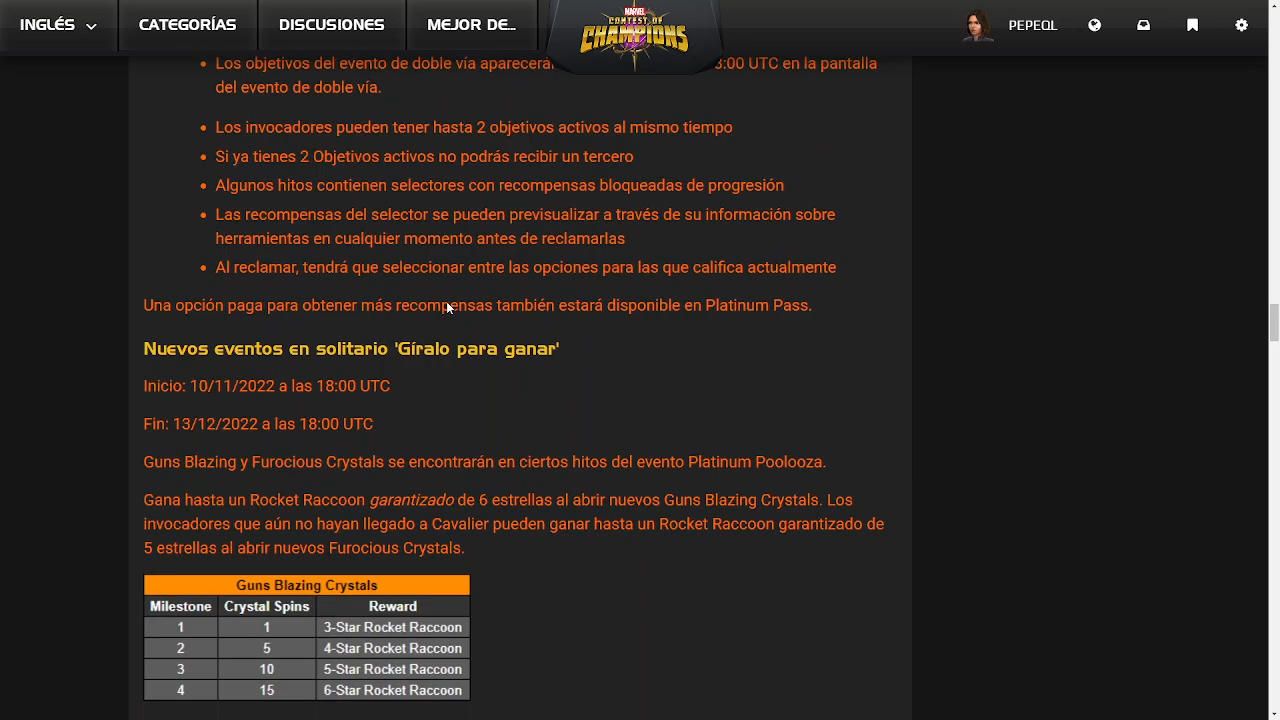 INGLÉS
CATEGORÍAS
DISCUSIONES
MEJOR DE...
MARVEL
CONTEST OF
CHAMPIONS
PEPEQL
Los objetivos del evento de doble vía aparecerán :00 UTC en la pantalla
del evento de doble vía.
Los invocadores pueden tener hasta 2 objetivos activos al mismo tiempo
Si ya tienes 2 Objetivos activos no podrás recibir un tercero
Algunos hitos contienen selectores con recompensas bloqueadas de progresión
Las recompensas del selector se pueden previsualizar a través de su información sobre
herramientas en cualquier momento antes de reclamarlas
Al reclamar, tendrá que seleccionar entre las opciones para las que califica actualmente
Una opción paga para obtener más recompensas también estará disponible en Platinum Pass.
Nuevos eventos en solitario 'Gíralo para ganar'
Inicio: 10/11/2022 a las 18:00 UTC
Fin: 13/12/2022 a las 18:00 UTC
Guns Blazing y Furocious Crystals se encontrarán en ciertos hitos del evento Platinum Poolooza.
Gana hasta un Rocket Raccoon garantizado de 6 estrellas al abrir nuevos Guns Blazing Crystals. Los
invocadores que aún no hayan llegado a Cavalier pueden ganar hasta un Rocket Raccoon garantizado de
5 estrellas al abrir nuevos Furocious Crystals.
Guns Blazing Crystals
Milestone Crystal Spins Reward
1 1 3-Star Rocket Raccoon
2 5 4-Star Rocket Raccoon
3 10 5-Star Rocket Raccoon
4 15 6-Star Rocket Raccoon